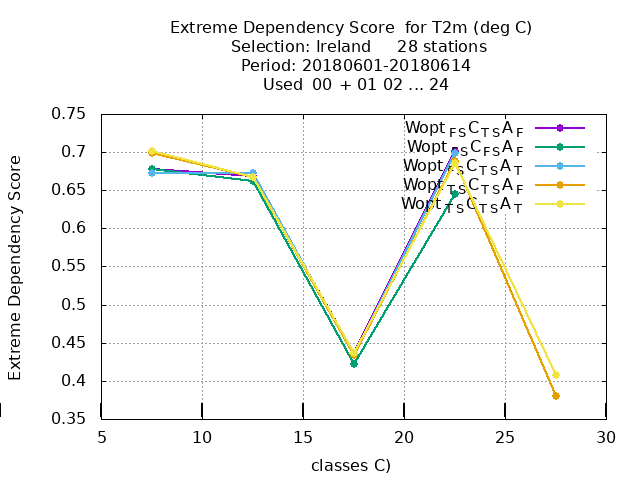 Extreme Dependency Score for T2m (deg C)
Selection: Ireland 28 stations
Period: 20180601-20180614
Used 00 + 01 02 ... 24
Extreme Dependency Score
0.75
0.7
0.65
0.6
0.55
0.5
0.45
0.4
0.35
Wopt FS C TS A F
Wopt FS C FS A F
Wopt FS C TS A T
Wopt TS C TS A F
Wopt TS C TS A T
5 10 15 20 25 30
classes C)